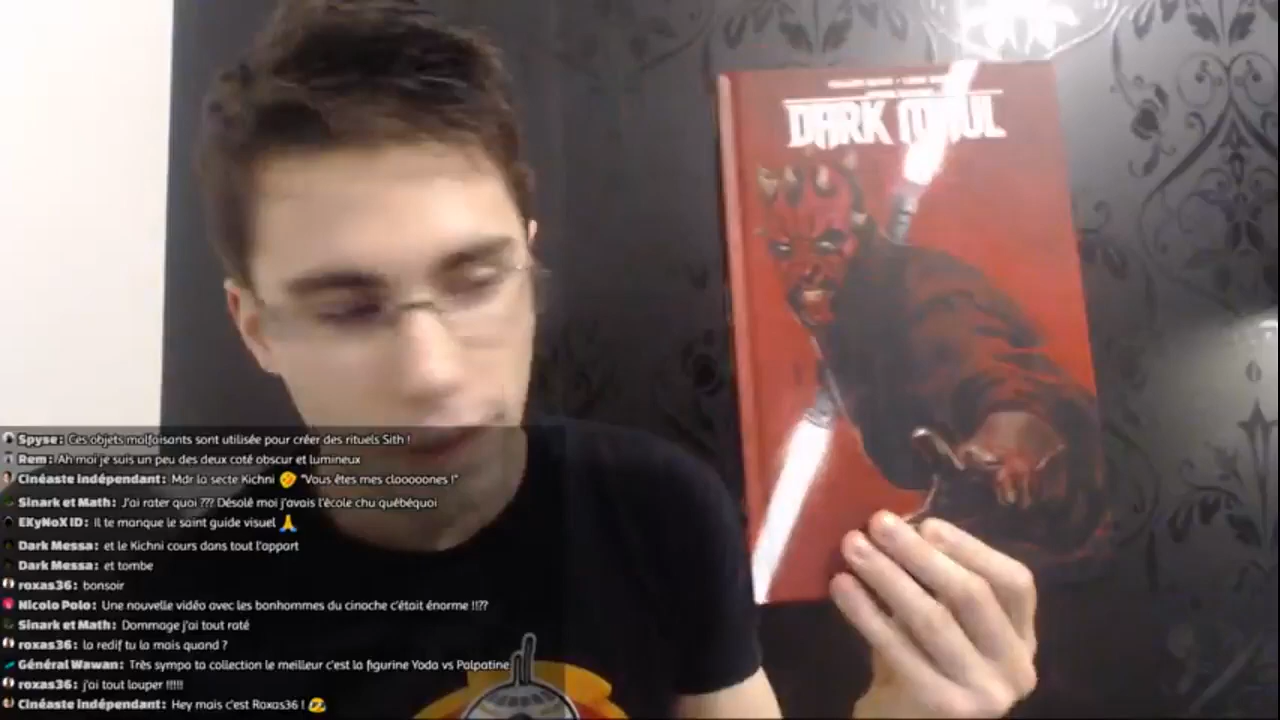 DARK MAUL
Spyse: Ces objets malfaisants sont utilisée pour créer des rituels Sith !
Rem: Ah moi je suis un peu des deux coté obscur et lumineux
Cinéaste Indépendant: Mdr la secte Kichni 🤣 "Vous êtes mes clooooones !"
Sinark et Math: J'ai rater quoi ??? Désolé moi j'avais l'école chu québéquoi
EKyNoX ID: Il te manque le saint guide visuel 🙏
Dark Messa: et le Kichni cours dans tout l'appart
Dark Messa: et tombe
roxas36: bonsoir
Nicolo Polo: Une nouvelle vidéo avec les bonhommes du cinoche c'était énorme !!??
Sinark et Math: Dommage j'ai tout raté
roxas36: la redif tu la mais quand ?
Général Wawan: Très sympa ta collection le meilleur c'est la figurine Yoda vs Palpatine
roxas36: j'ai tout louper !!!!!
Cinéaste Indépendant: Hey mais c'est Roxas36 ! 🤣